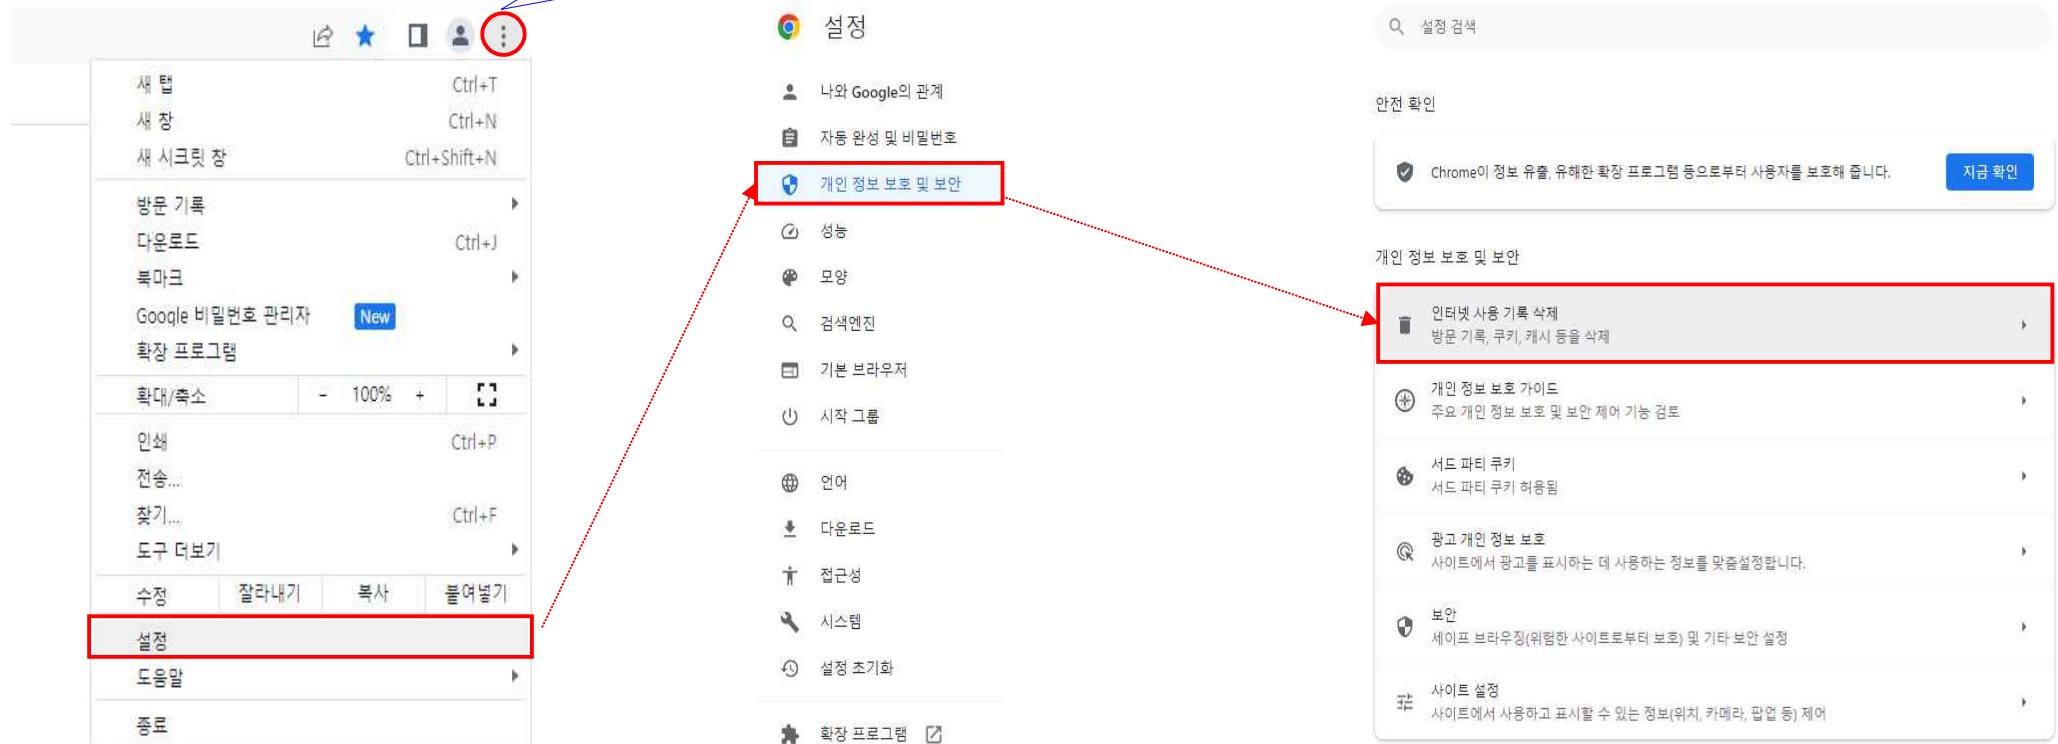 새 탭 Ctrl+T
새 창 Ctrl+N
새 시크릿 창 Ctrl+Shift+N
방문 기록
다운로드 Ctrl+J
북마크
Google 비밀번호 관리자 New
확장 프로그램
확대/축소 - 100% +
인쇄 Ctrl+P
전송...
찾기... Ctrl+F
도구 더보기
수정 잘라내기 복사 붙여넣기
설정
도움말
종료
설정
나와 Google의 관계
자동 완성 및 비밀번호
개인 정보 보호 및 보안
성능
모양
검색엔진
기본 브라우저
시작 그룹
언어
다운로드
접근성
시스템
설정 초기화
확장 프로그램
설정 검색
안전 확인
Chrome이 정보 유출, 유해한 확장 프로그램 등으로부터 사용자를 보호해 줍니다. 지금 확인
개인 정보 보호 및 보안
인터넷 사용 기록 삭제
방문 기록, 쿠키, 캐시 등을 삭제
개인 정보 보호 가이드
주요 개인 정보 보호 및 보안 제어 기능 검토
서드 파티 쿠키
서드 파티 쿠키 허용됨
광고 개인 정보 보호
사이트에서 광고를 표시하는 데 사용하는 정보를 맞춤설정합니다.
보안
세이프 브라우징(위험한 사이트로부터 보호) 및 기타 보안 설정
사이트 설정
사이트에서 사용하고 표시할 수 있는 정보(위치, 카메라, 팝업 등) 제어